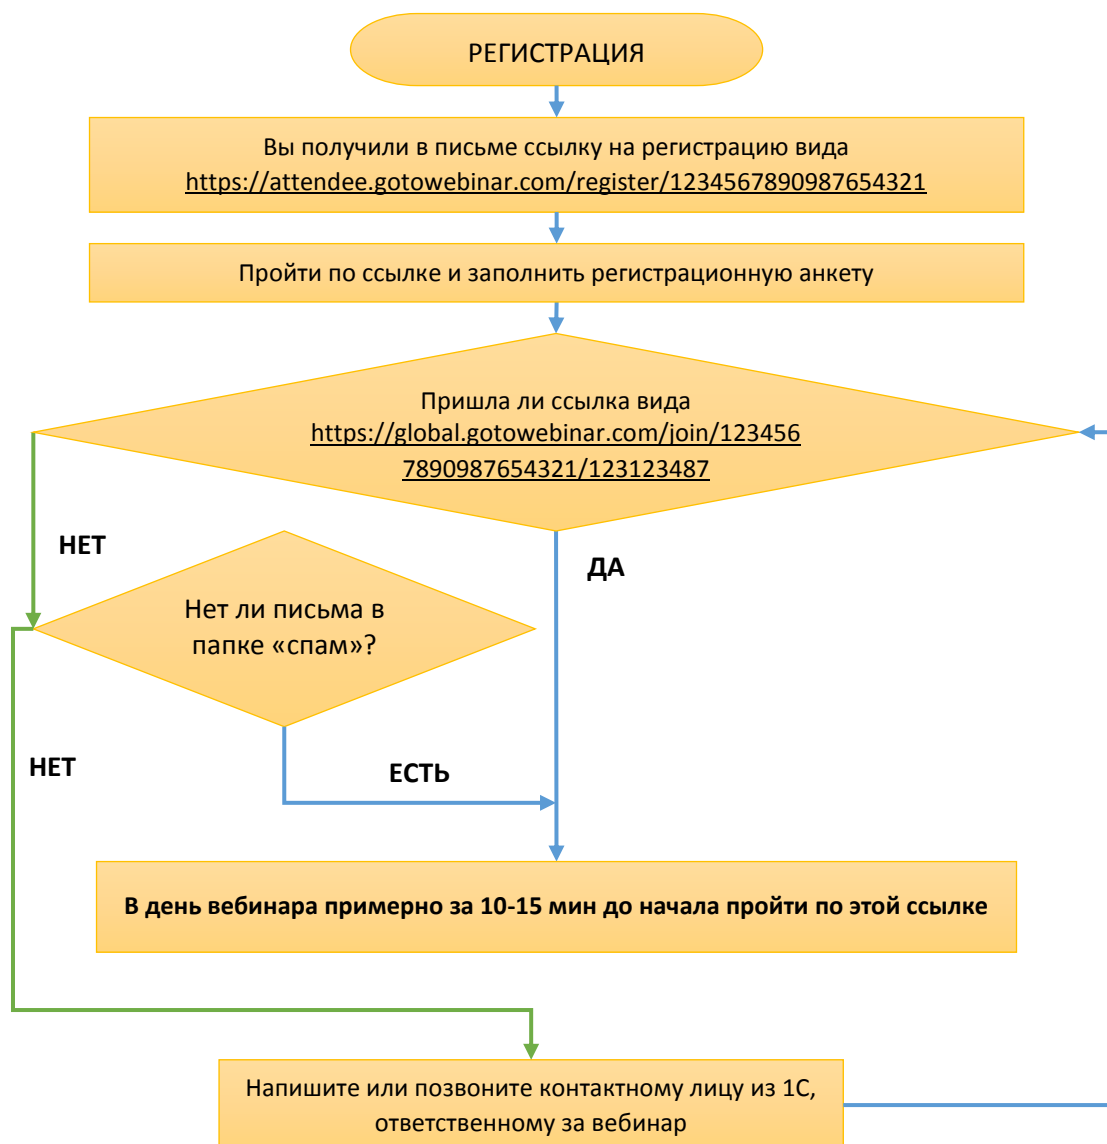 РЕГИСТРАЦИЯ
Вы получили в письме ссылку на регистрацию вида
https://attendee.gotowebinar.com/register/1234567890987654321
Пройти по ссылке и заполнить регистрационную анкету
Пришла ли ссылка вида
https://global.gotowebinar.com/join/123456
7890987654321/123123487
НЕТ
ДА
Нет ли письма в
папке «спам»?
НЕТ
ЕСТЬ
В день вебинара примерно за 10-15 мин до начала пройти по этой ссылке
Напишите или позвоните контактному лицу из 1С,
ответственному за вебинар